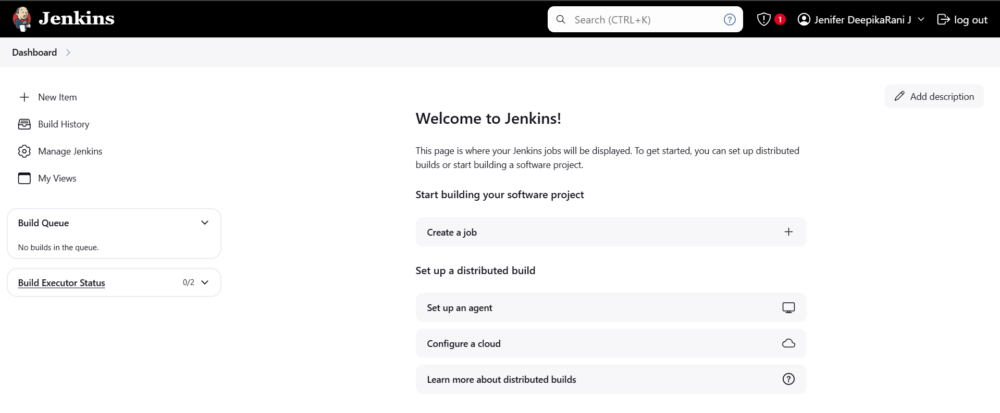 Jenkins
Search (CTRL+K)
1
Jenifer DeepikaRani J
log out
Dashboard
New Item
Build History
Manage Jenkins
My Views
Build Queue
No builds in the queue.
Build Executor Status 0/2
Add description
Welcome to Jenkins!
This page is where your Jenkins jobs will be displayed. To get started, you can set up distributed
builds or start building a software project.
Start building your software project
Create a job
Set up a distributed build
Set up an agent
Configure a cloud
Learn more about distributed builds